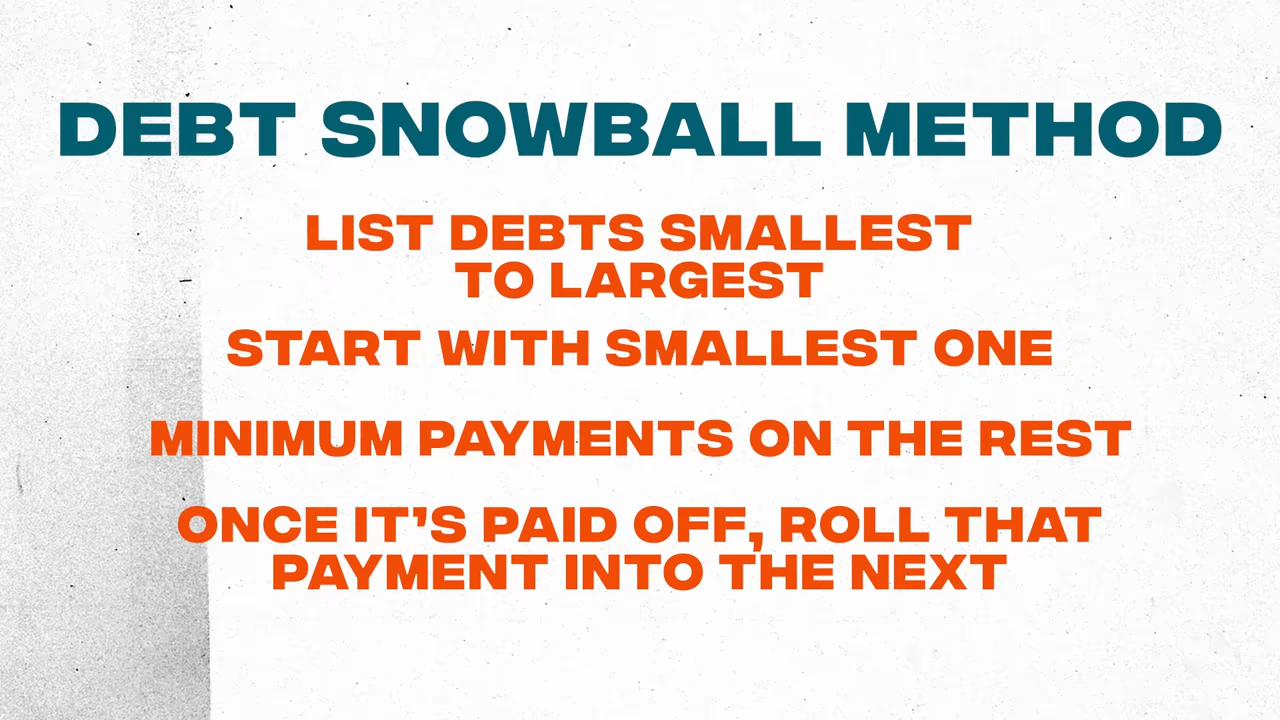 DEBT SNOWBALL METHOD
LIST DEBTS SMALLEST
TO LARGEST
START WITH SMALLEST ONE
MINIMUM PAYMENTS ON THE REST
ONCE IT'S PAID OFF, ROLL THAT
PAYMENT INTO THE NEXT